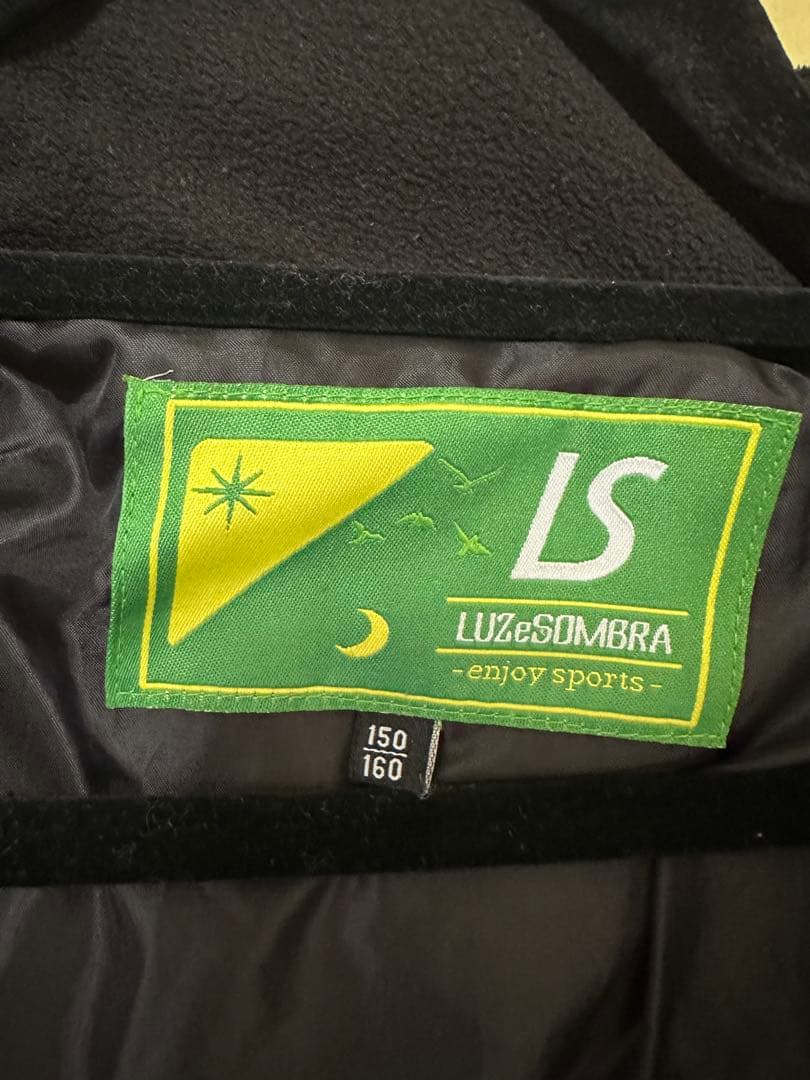 LS
LUZeSOMBRA
-enjoy sports-
150
160